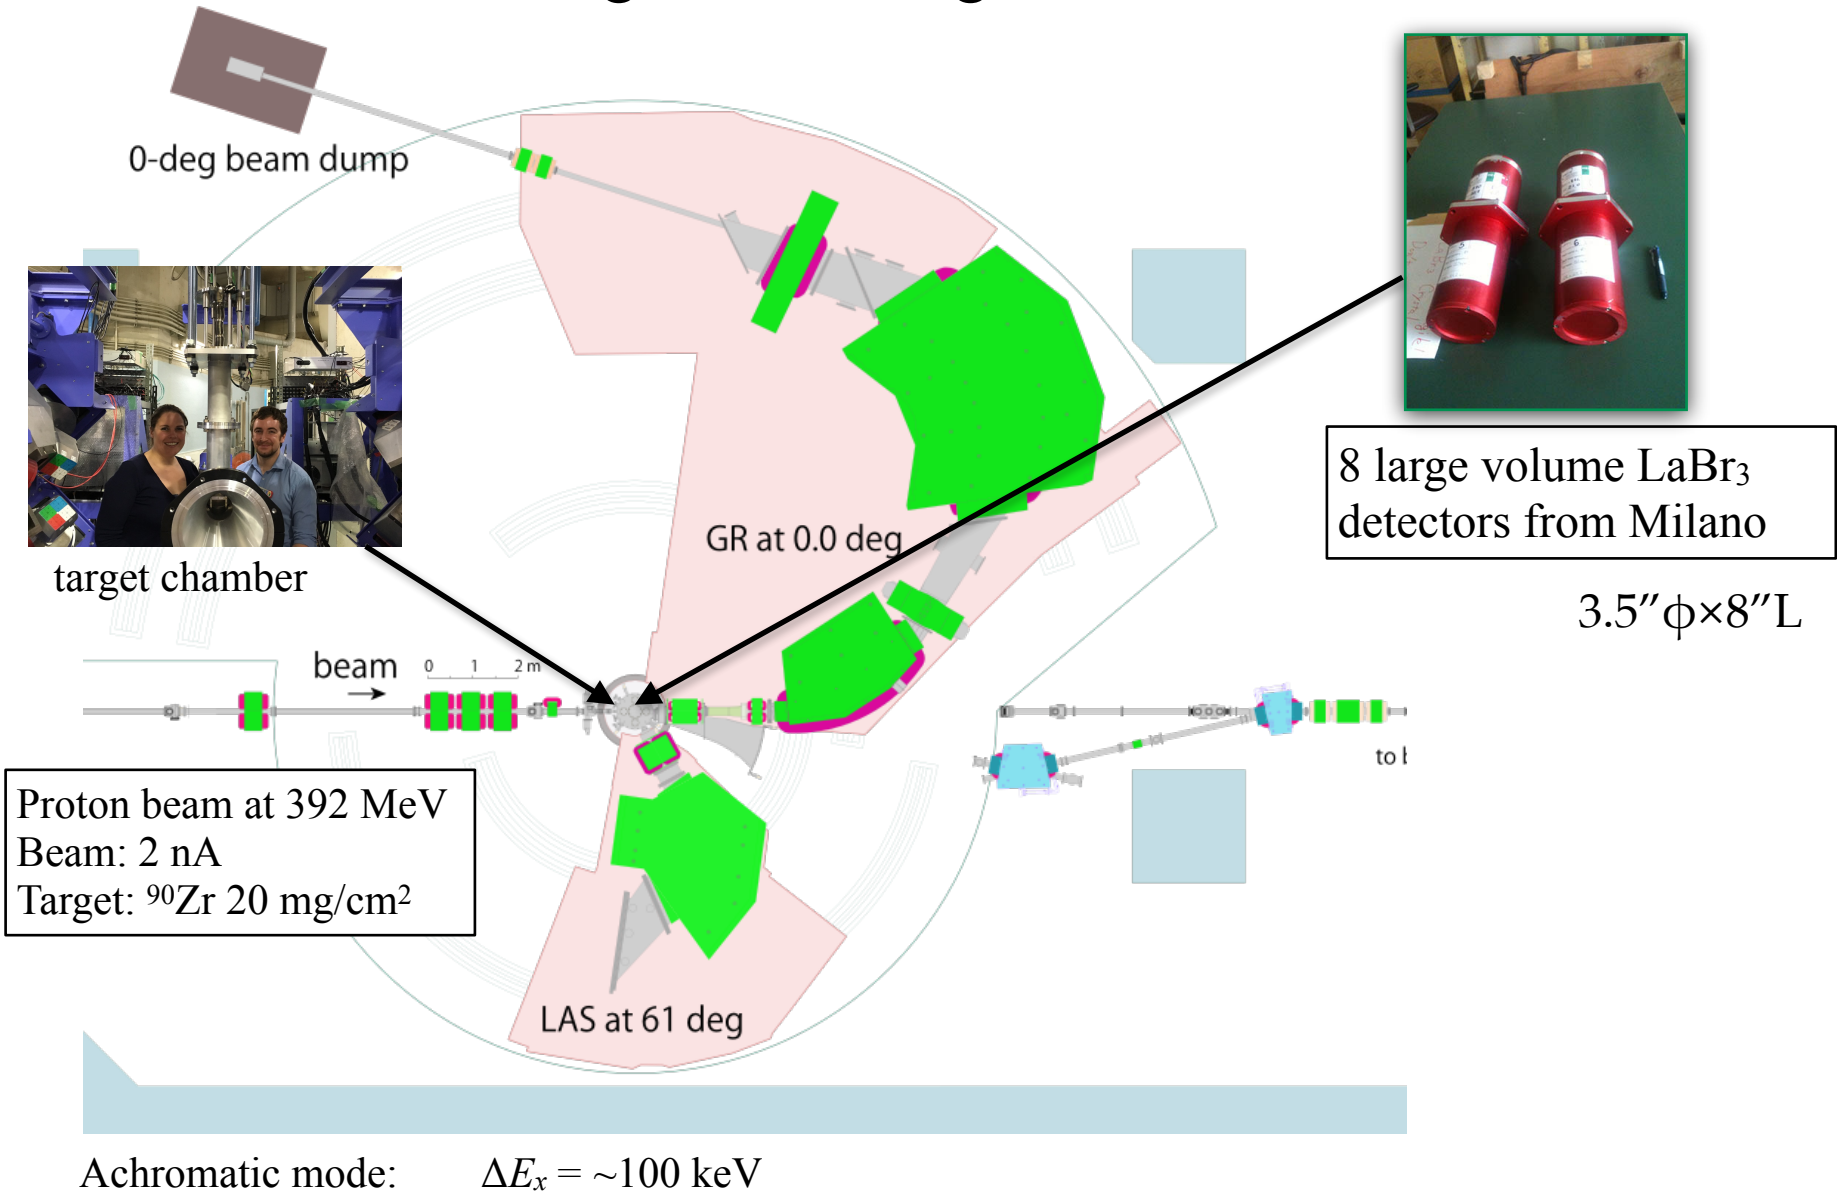 0-deg beam dump
target chamber
GR at 0.0 deg
8 large volume LaBr₃
detectors from Milano
3.5″ϕ×8″L
beam
0 1 2 m
Proton beam at 392 MeV
Beam: 2 nA
Target: ⁹⁰Zr 20 mg/cm²
LAS at 61 deg
5
6
Achromatic mode: ΔEₓ = ~100 keV